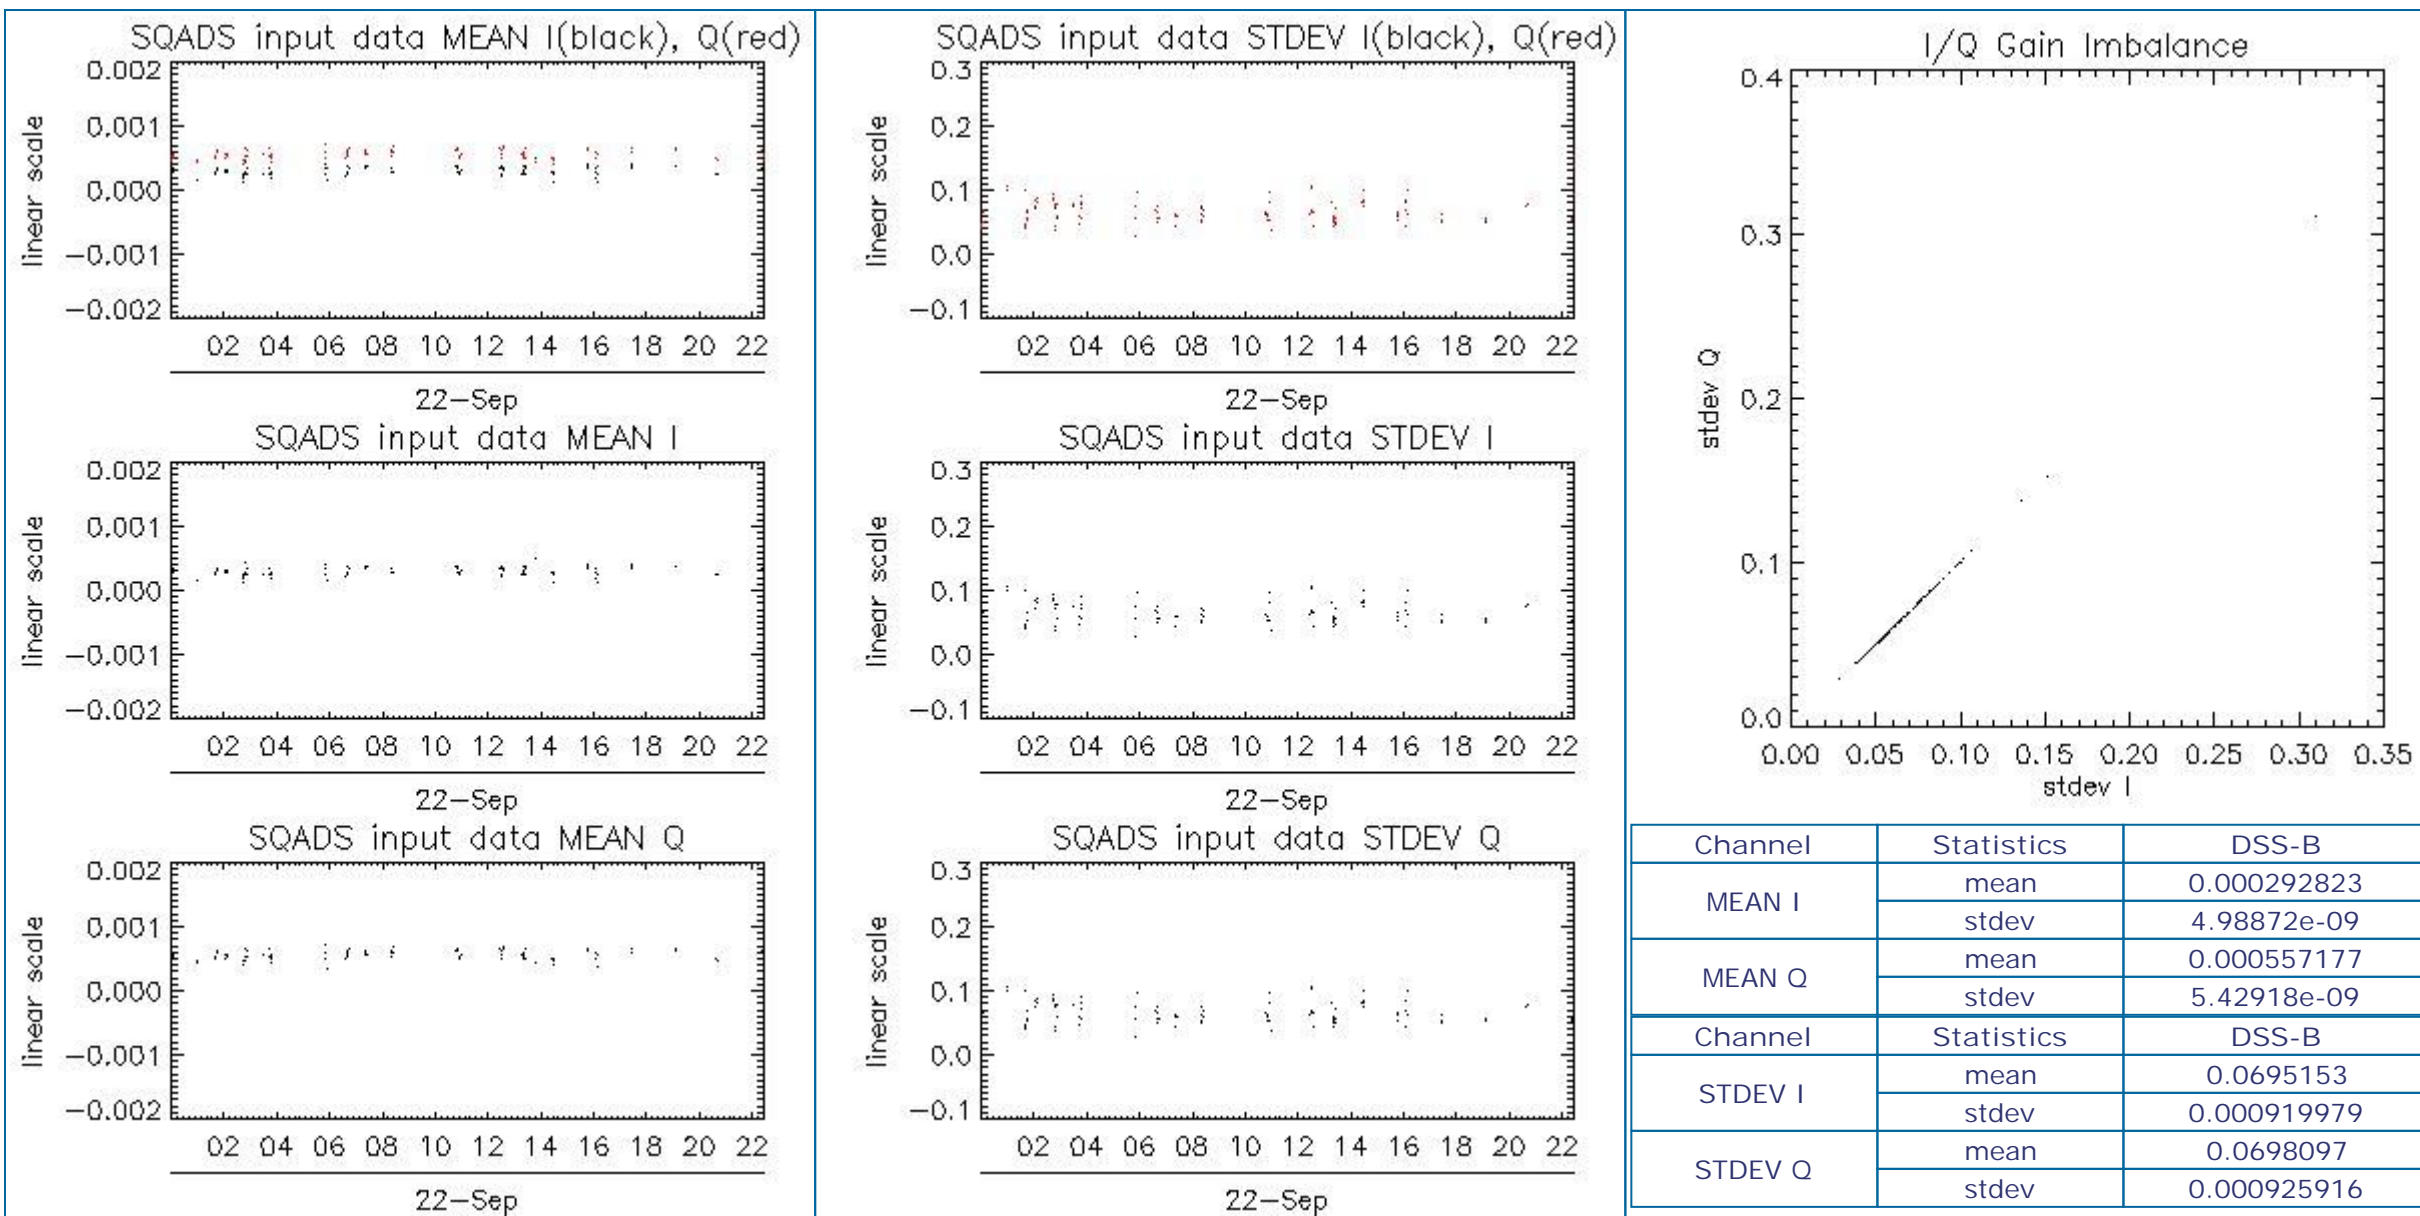 SQADS input data MEAN I(black), Q(red)
0.002
0.001
0.000
−0.001
−0.002
linear scale
02 04 06 08 10 12 14 16 18 20 22
22−Sep
SQADS input data MEAN I
0.002
0.001
0.000
−0.001
−0.002
linear scale
02 04 06 08 10 12 14 16 18 20 22
22−Sep
SQADS input data MEAN Q
0.002
0.001
0.000
−0.001
−0.002
linear scale
02 04 06 08 10 12 14 16 18 20 22
22−Sep
SQADS input data STDEV I(black), Q(red)
0.3
0.2
0.1
0.0
−0.1
linear scale
02 04 06 08 10 12 14 16 18 20 22
22−Sep
SQADS input data STDEV I
0.3
0.2
0.1
0.0
−0.1
linear scale
02 04 06 08 10 12 14 16 18 20 22
22−Sep
SQADS input data STDEV Q
0.3
0.2
0.1
0.0
−0.1
linear scale
02 04 06 08 10 12 14 16 18 20 22
22−Sep
I/Q Gain Imbalance
0.4
0.3
0.2
0.1
0.0
stdev Q
0.00 0.05 0.10 0.15 0.20 0.25 0.30 0.35
stdev I
Channel Statistics DSS-B
MEAN I mean 0.000292823
stdev 4.98872e-09
MEAN Q mean 0.000557177
stdev 5.42918e-09
Channel Statistics DSS-B
STDEV I mean 0.0695153
stdev 0.000919979
STDEV Q mean 0.0698097
stdev 0.000925916